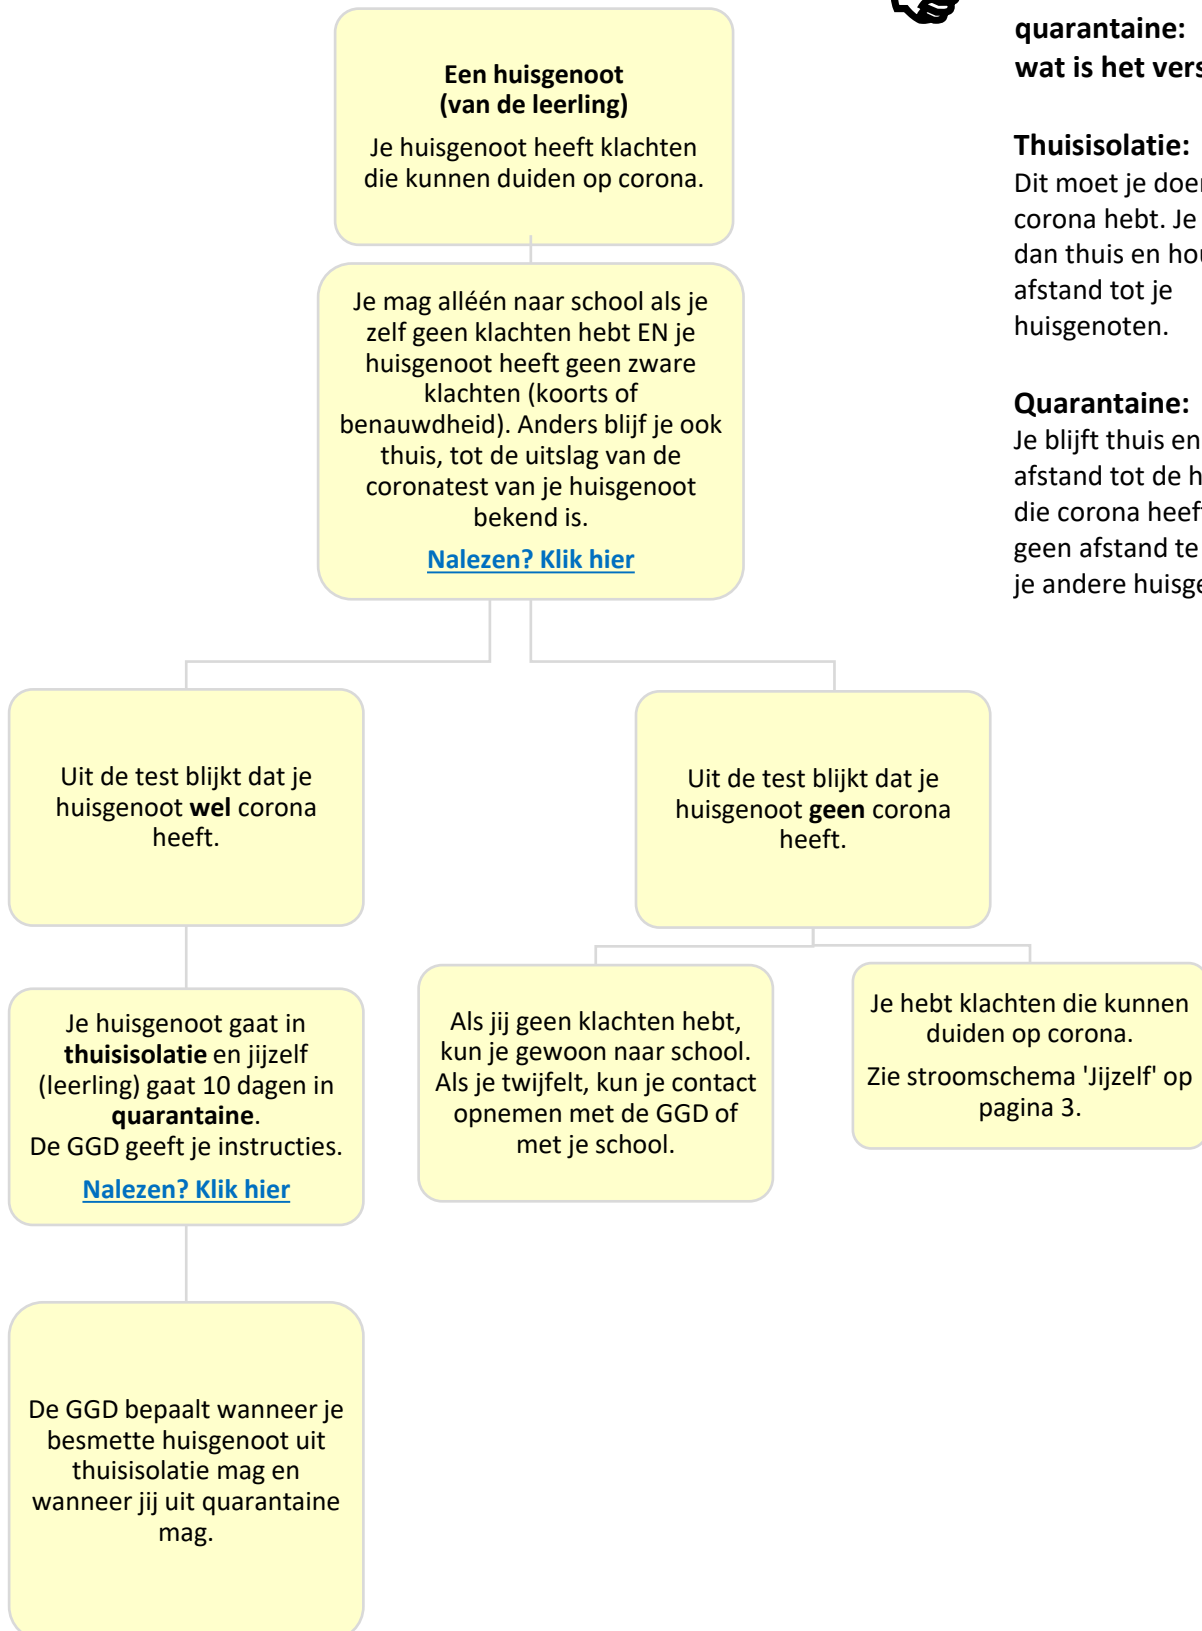 Een huisgenoot
(van de leerling)
Je huisgenoot heeft klachten
die kunnen duiden op corona.
Je mag alléén naar school als je
zelf geen klachten hebt EN je
huisgenoot heeft geen zware
klachten (koorts of
benauwdheid). Anders blijf je ook
thuis, tot de uitslag van de
coronatest van je huisgenoot
bekend is.
Nalezen? Klik hier
Uit de test blijkt dat je
huisgenoot wel corona
heeft.
Je huisgenoot gaat in
thuisisolatie en jijzelf
(leerling) gaat 10 dagen in
quarantaine.
De GGD geeft je instructies.
Nalezen? Klik hier
De GGD bepaalt wanneer je
besmette huisgenoot uit
thuisisolatie mag en
wanneer jij uit quarantaine
mag.
Uit de test blijkt dat je
huisgenoot geen corona
heeft.
Als jij geen klachten hebt,
kun je gewoon naar school.
Als je twijfelt, kun je contact
opnemen met de GGD of
met je school.
Je hebt klachten die kunnen
duiden op corona.
Zie stroomschema 'Jijzelf' op
pagina 3.
quarantaine:
wat is het vers
Thuisisolatie:
Dit moet je doe
corona hebt. Je
dan thuis en hou
afstand tot je
huisgenoten.
Quarantaine:
Je blijft thuis en
afstand tot de h
die corona heef
geen afstand te
je andere huisge